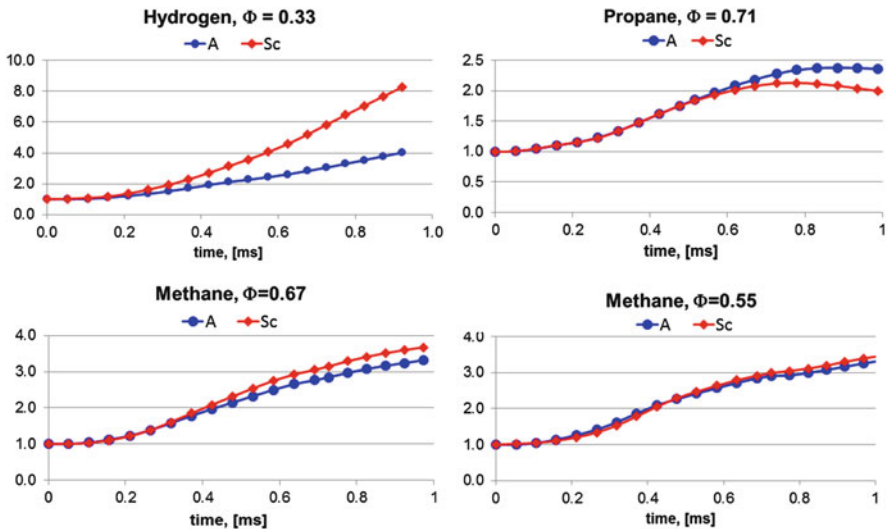 Hydrogen, Φ = 0.33
A Sc
10.0
8.0
6.0
4.0
2.0
0.0
0.0 0.2 0.4 0.6 0.8 1.0
time, [ms]
Propane, Φ = 0.71
A Sc
2.5
2.0
1.5
1.0
0.5
0.0
0 0.2 0.4 0.6 0.8 1
time, [ms]
Methane, Φ=0.67
A Sc
4.0
3.0
2.0
1.0
0.0
0 0.2 0.4 0.6 0.8 1
time, [ms]
Methane, Φ=0.55
A Sc
4.0
3.0
2.0
1.0
0.0
0 0.2 0.4 0.6 0.8 1
time, [ms]